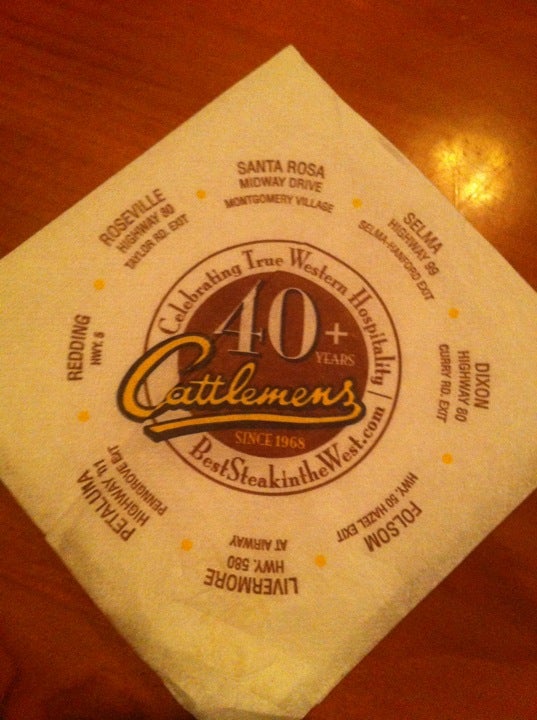 SANTA ROSA
MIDWAY DRIVE
MONTGOMERY VILLAGE
SELMA
HIGHWAY 99
SELMA-HANFORD EXIT
DIXON
HIGHWAY 80
CURRY RD. EXIT
FOLSOM
HWY. 50 HAZEL EXIT
LIVERMORE
HWY. 580
AT AIRWAY
PETALUMA
HIGHWAY 101
PENNGROVE EXIT
REDDING
HWY. 5
ROSEVILLE
HIGHWAY 80
TAYLOR RD. EXIT
Celebrating True Western Hospitality /
40+
YEARS
Cattlemens
SINCE 1968
BestSteakintheWest.com